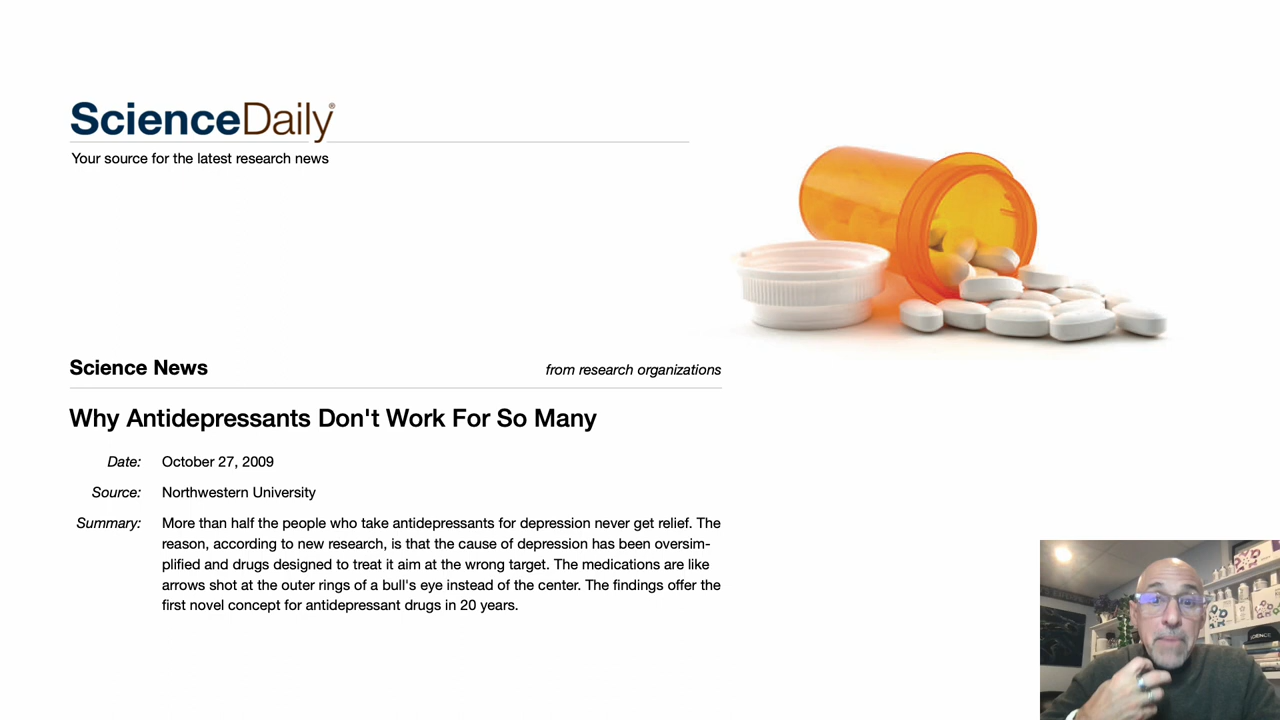 ScienceDaily®
Your source for the latest research news
Science News
from research organizations
Why Antidepressants Don't Work For So Many
Date: October 27, 2009
Source: Northwestern University
Summary: More than half the people who take antidepressants for depression never get relief. The
reason, according to new research, is that the cause of depression has been oversim-
plified and drugs designed to treat it aim at the wrong target. The medications are like
arrows shot at the outer rings of a bull's eye instead of the center. The findings offer the
first novel concept for antidepressant drugs in 20 years.